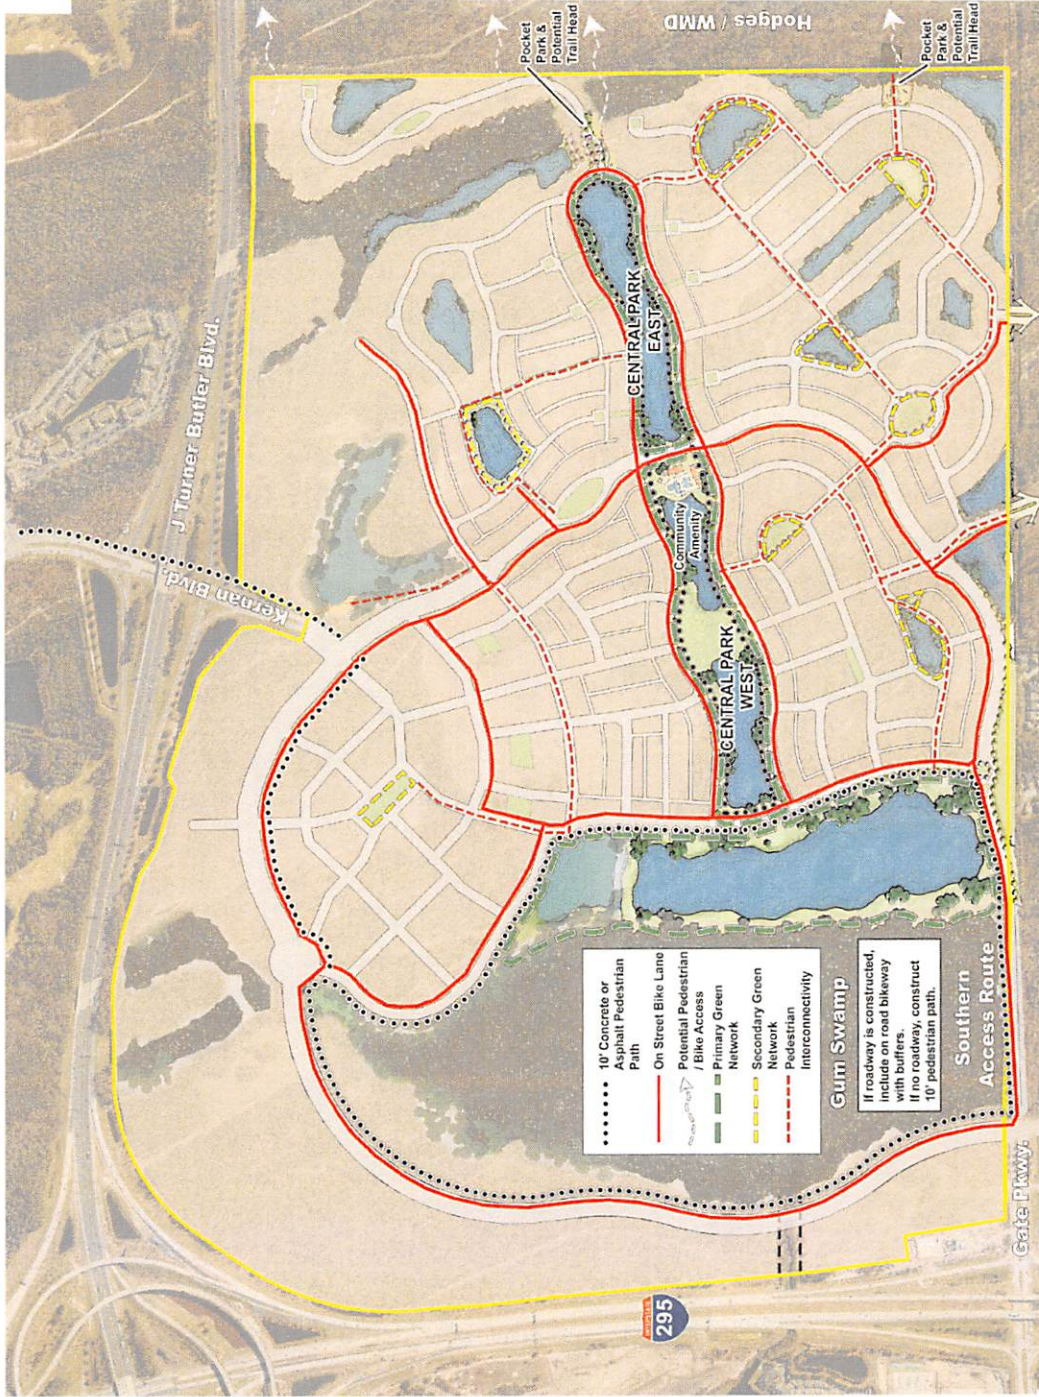 Hodges / WMD
Pocket
Park &
Potential
Trail Head
Pocket
Park &
Potential
Trail Head
J Turner Butler Blvd.
Kernan Blvd.
CENTRAL PARK
EAST
Community
Amenity
CENTRAL PARK
WEST
10' Concrete or
Asphalt Pedestrian
Path
On Street Bike Lane
Potential Pedestrian
/ Bike Access
Primary Green
Network
Secondary Green
Network
Pedestrian
Interconnectivity
Gum Swamp
If roadway is constructed,
include on road bikeway
with buffers.
If no roadway, construct
10' pedestrian path.
Southern
Access Route
Gate Pkwy.
INTERSTATE
295